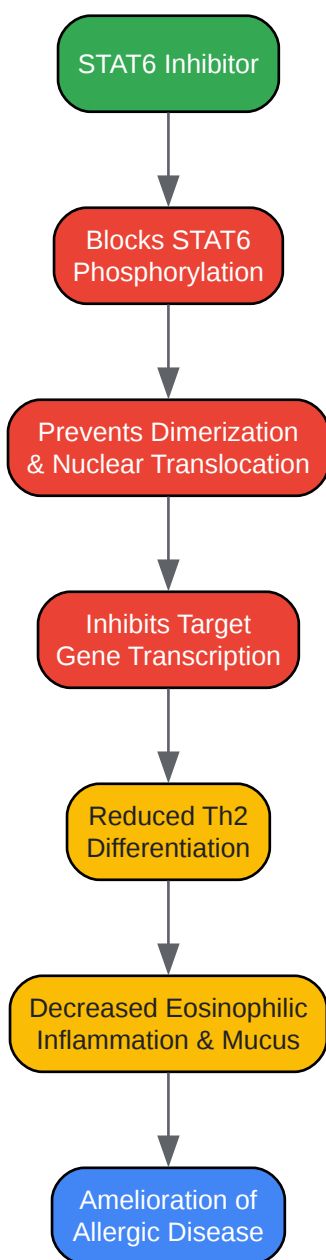 STAT6 Inhibitor
Blocks STAT6
Phosphorylation
Prevents Dimerization
& Nuclear Translocation
Inhibits Target
Gene Transcription
Reduced Th2
Differentiation
Decreased Eosinophilic
Inflammation & Mucus
Amelioration of
Allergic Disease